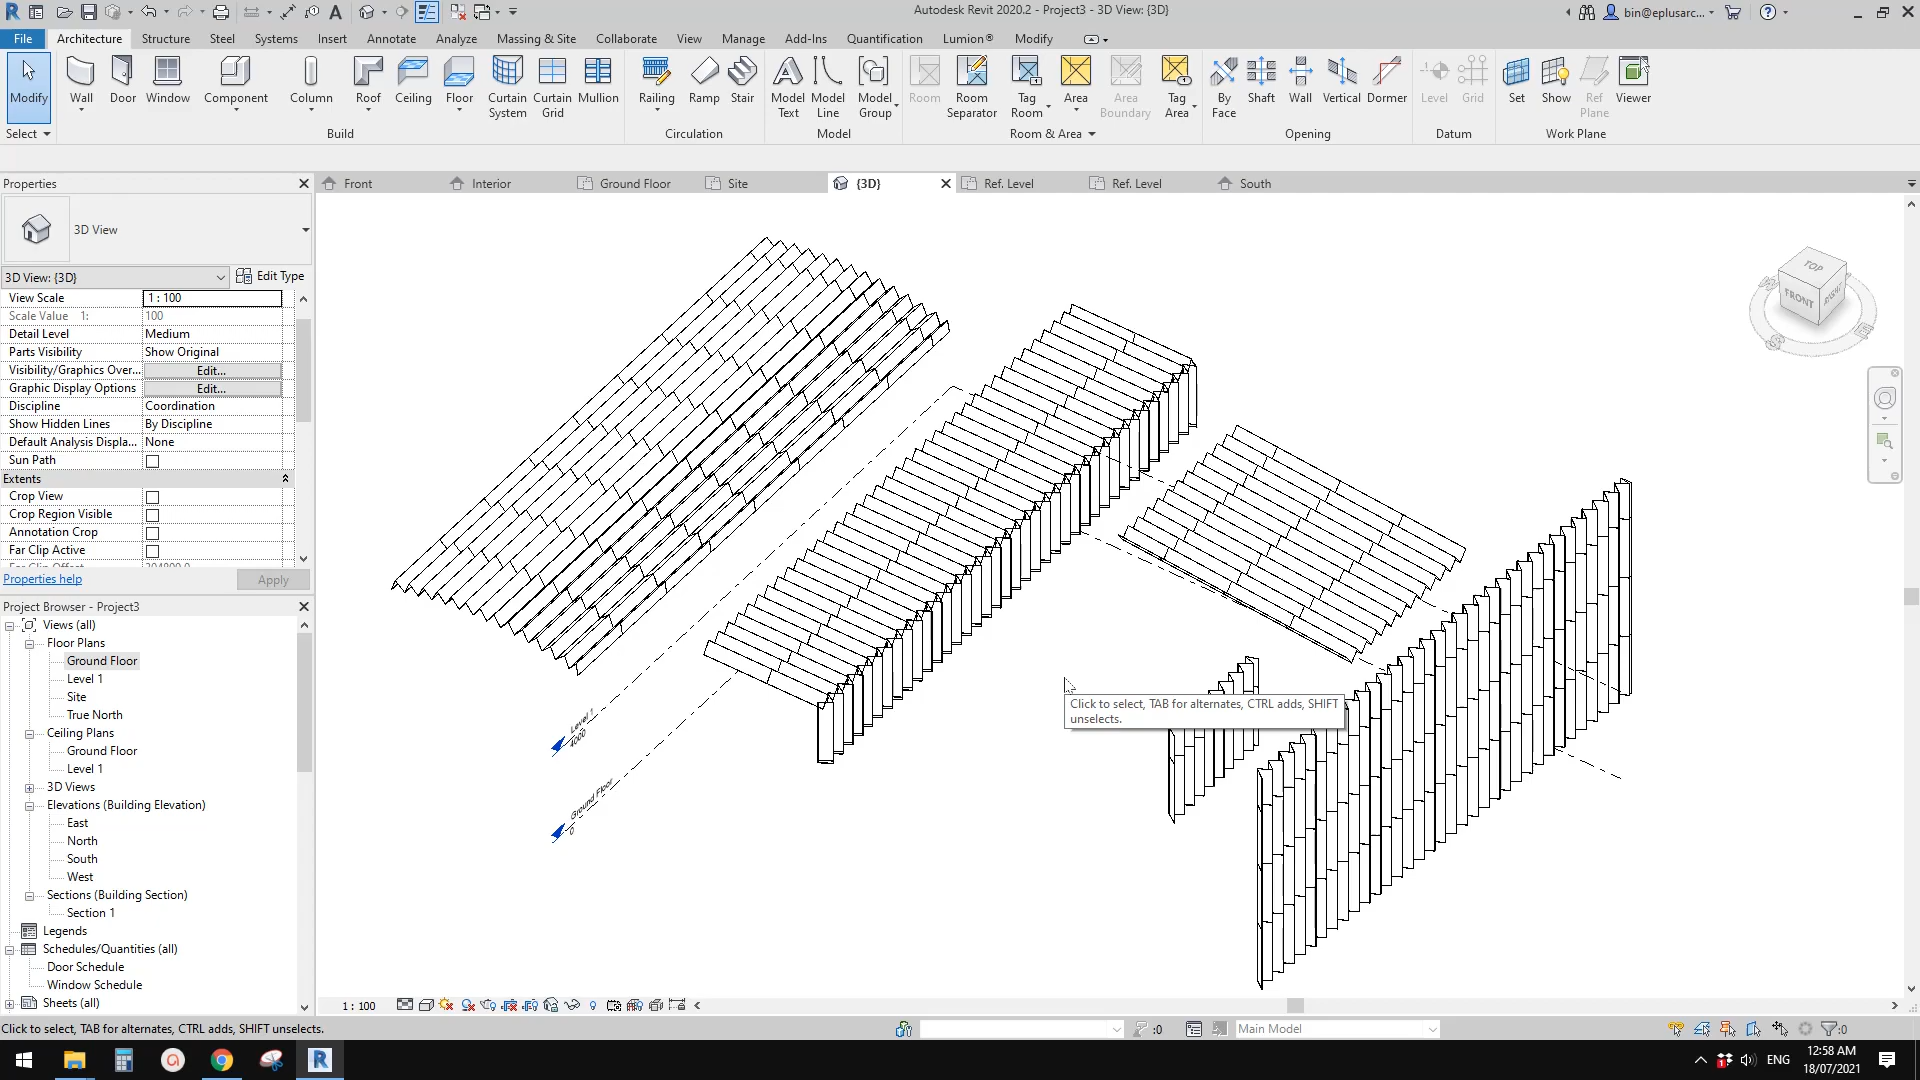 Autodesk Revit 2020.2 - Project3 - 3D View: {3D}
bin@eplusarc...
File Architecture Structure Steel Systems Insert Annotate Analyze Massing & Site Collaborate View Manage Add-Ins Quantification Lumion® Modify
Modify Wall Door Window Component Column Roof Ceiling Floor Curtain System Curtain Grid Mullion Railing Ramp Stair Model Text Model Line Model Group Room Room Separator Tag Room Area Area Boundary Tag Area By Face Shaft Wall Vertical Dormer Level Grid Set Show Ref Plane Viewer
Select Build Circulation Model Room & Area Opening Datum Work Plane
Properties
Front Interior Ground Floor Site {3D} Ref. Level Ref. Level South
3D View
3D View: {3D} Edit Type
View Scale 1 : 100
Scale Value 1: 100
Detail Level Medium
Parts Visibility Show Original
Visibility/Graphics Over... Edit...
Graphic Display Options Edit...
Discipline Coordination
Show Hidden Lines By Discipline
Default Analysis Displa... None
Sun Path
Extents
Crop View
Crop Region Visible
Annotation Crop
Far Clip Active
Far Clip Offset 304800.0
Properties help Apply
Project Browser - Project3
Views (all)
Floor Plans
Ground Floor
Level 1
Site
True North
Ceiling Plans
Ground Floor
Level 1
3D Views
Elevations (Building Elevation)
East
North
South
West
Sections (Building Section)
Section 1
Legends
Schedules/Quantities (all)
Door Schedule
Window Schedule
Sheets (all)
TOP
FRONT
RIGHT
S
E
Level 1
4000
Ground Floor
0
Click to select, TAB for alternates, CTRL adds, SHIFT
unselects.
1 : 100
Click to select, TAB for alternates, CTRL adds, SHIFT unselects.
:0
Main Model
:0
ENG
12:58 AM
18/07/2021